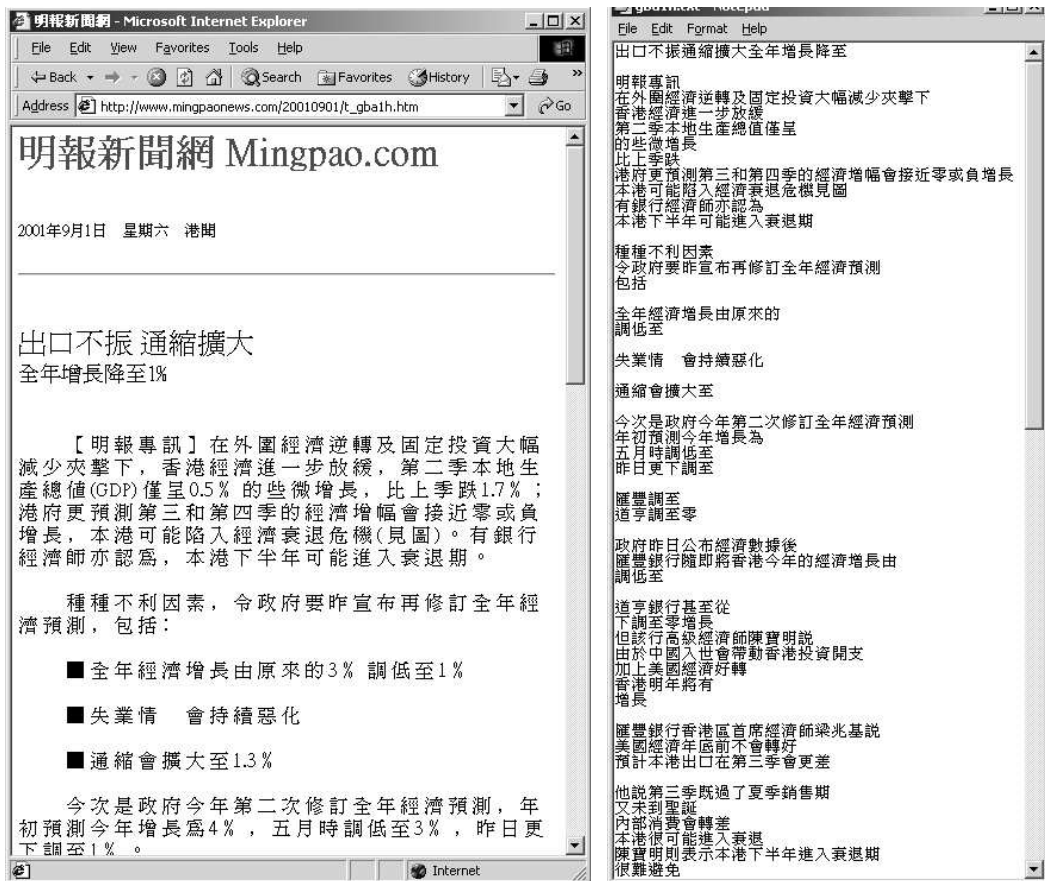 明報新聞網 - Microsoft Internet Explorer
File Edit View Favorites Tools Help
Back Search Favorites History »
Address http://www.mingpaonews.com/20010901/t_gba1h.htm Go
明報新聞網 Mingpao.com
2001年9月1日 星期六 港聞
出口不振 通縮擴大
全年增長降至1%
【明報專訊】在外圍經濟逆轉及固定投資大幅
減少夾擊下，香港經濟進一步放緩，第二季本地生
產總值(GDP)僅呈0.5% 的些微增長，比上季跌1.7%；
港府更預測第三和第四季的經濟增幅會接近零或負
增長，本港可能陷入經濟衰退危機(見圖)。有銀行
經濟師亦認為，本港下半年可能進入衰退期。
種種不利因素，令政府要昨宣布再修訂全年經
濟預測，包括：
■全年經濟增長由原來的3% 調低至1%
■失業情 會持續惡化
■通縮會擴大至1.3%
今次是政府今年第二次修訂全年經濟預測，年
初預測今年增長為4%，五月時調低至3%，昨日更
下調至1%。
Internet
File Edit Format Help
出口不振通縮擴大全年增長降至
明報專訊
在外圍經濟逆轉及固定投資大幅減少夾擊下
香港經濟進一步放緩
第二季本地生產總值僅呈
的些微增長
比上季跌
港府更預測第三和第四季的經濟增幅會接近零或負增長
本港可能陷入經濟衰退危機見圖
有銀行經濟師亦認為
本港下半年可能進入衰退期
種種不利因素
令政府要昨宣布再修訂全年經濟預測
包括
全年經濟增長由原來的
調低至
失業情 會持續惡化
通縮會擴大至
今次是政府今年第二次修訂全年經濟預測
年初預測今年增長為
五月時調低至
昨日更下調至
匯豐調至
道亨調至零
政府昨日公布經濟數據後
匯豐銀行隨即將香港今年的經濟增長由
調低至
道亨銀行甚至從
下調至零增長
但該行高級經濟師陳寶明説
由於中國入世會帶動香港投資開支
加上美國經濟好轉
香港明年將有
增長
匯豐銀行香港區首席經濟師梁兆基説
美國經濟年底前不會轉好
預計本港出口在第三季會更差
他説第三季既過了夏季銷售期
又未到聖誕
內部消費會轉差
本港很可能進入衰退
陳寶明則表示本港下半年進入衰退期
很難避免